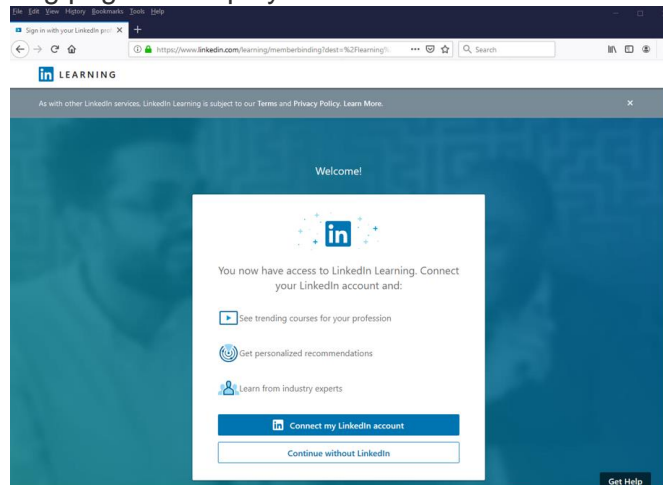 File Edit View History Bookmarks Tools Help
Sign in with your LinkedIn prof
https://www.linkedin.com/learning/memberbinding?dest=%2Flearning%
Search
in LEARNING
As with other LinkedIn services, LinkedIn Learning is subject to our Terms and Privacy Policy. Learn More.
Welcome!
in
You now have access to LinkedIn Learning. Connect
your LinkedIn account and:
See trending courses for your profession
Get personalized recommendations
Learn from industry experts
in Connect my LinkedIn account
Continue without LinkedIn
Get Help